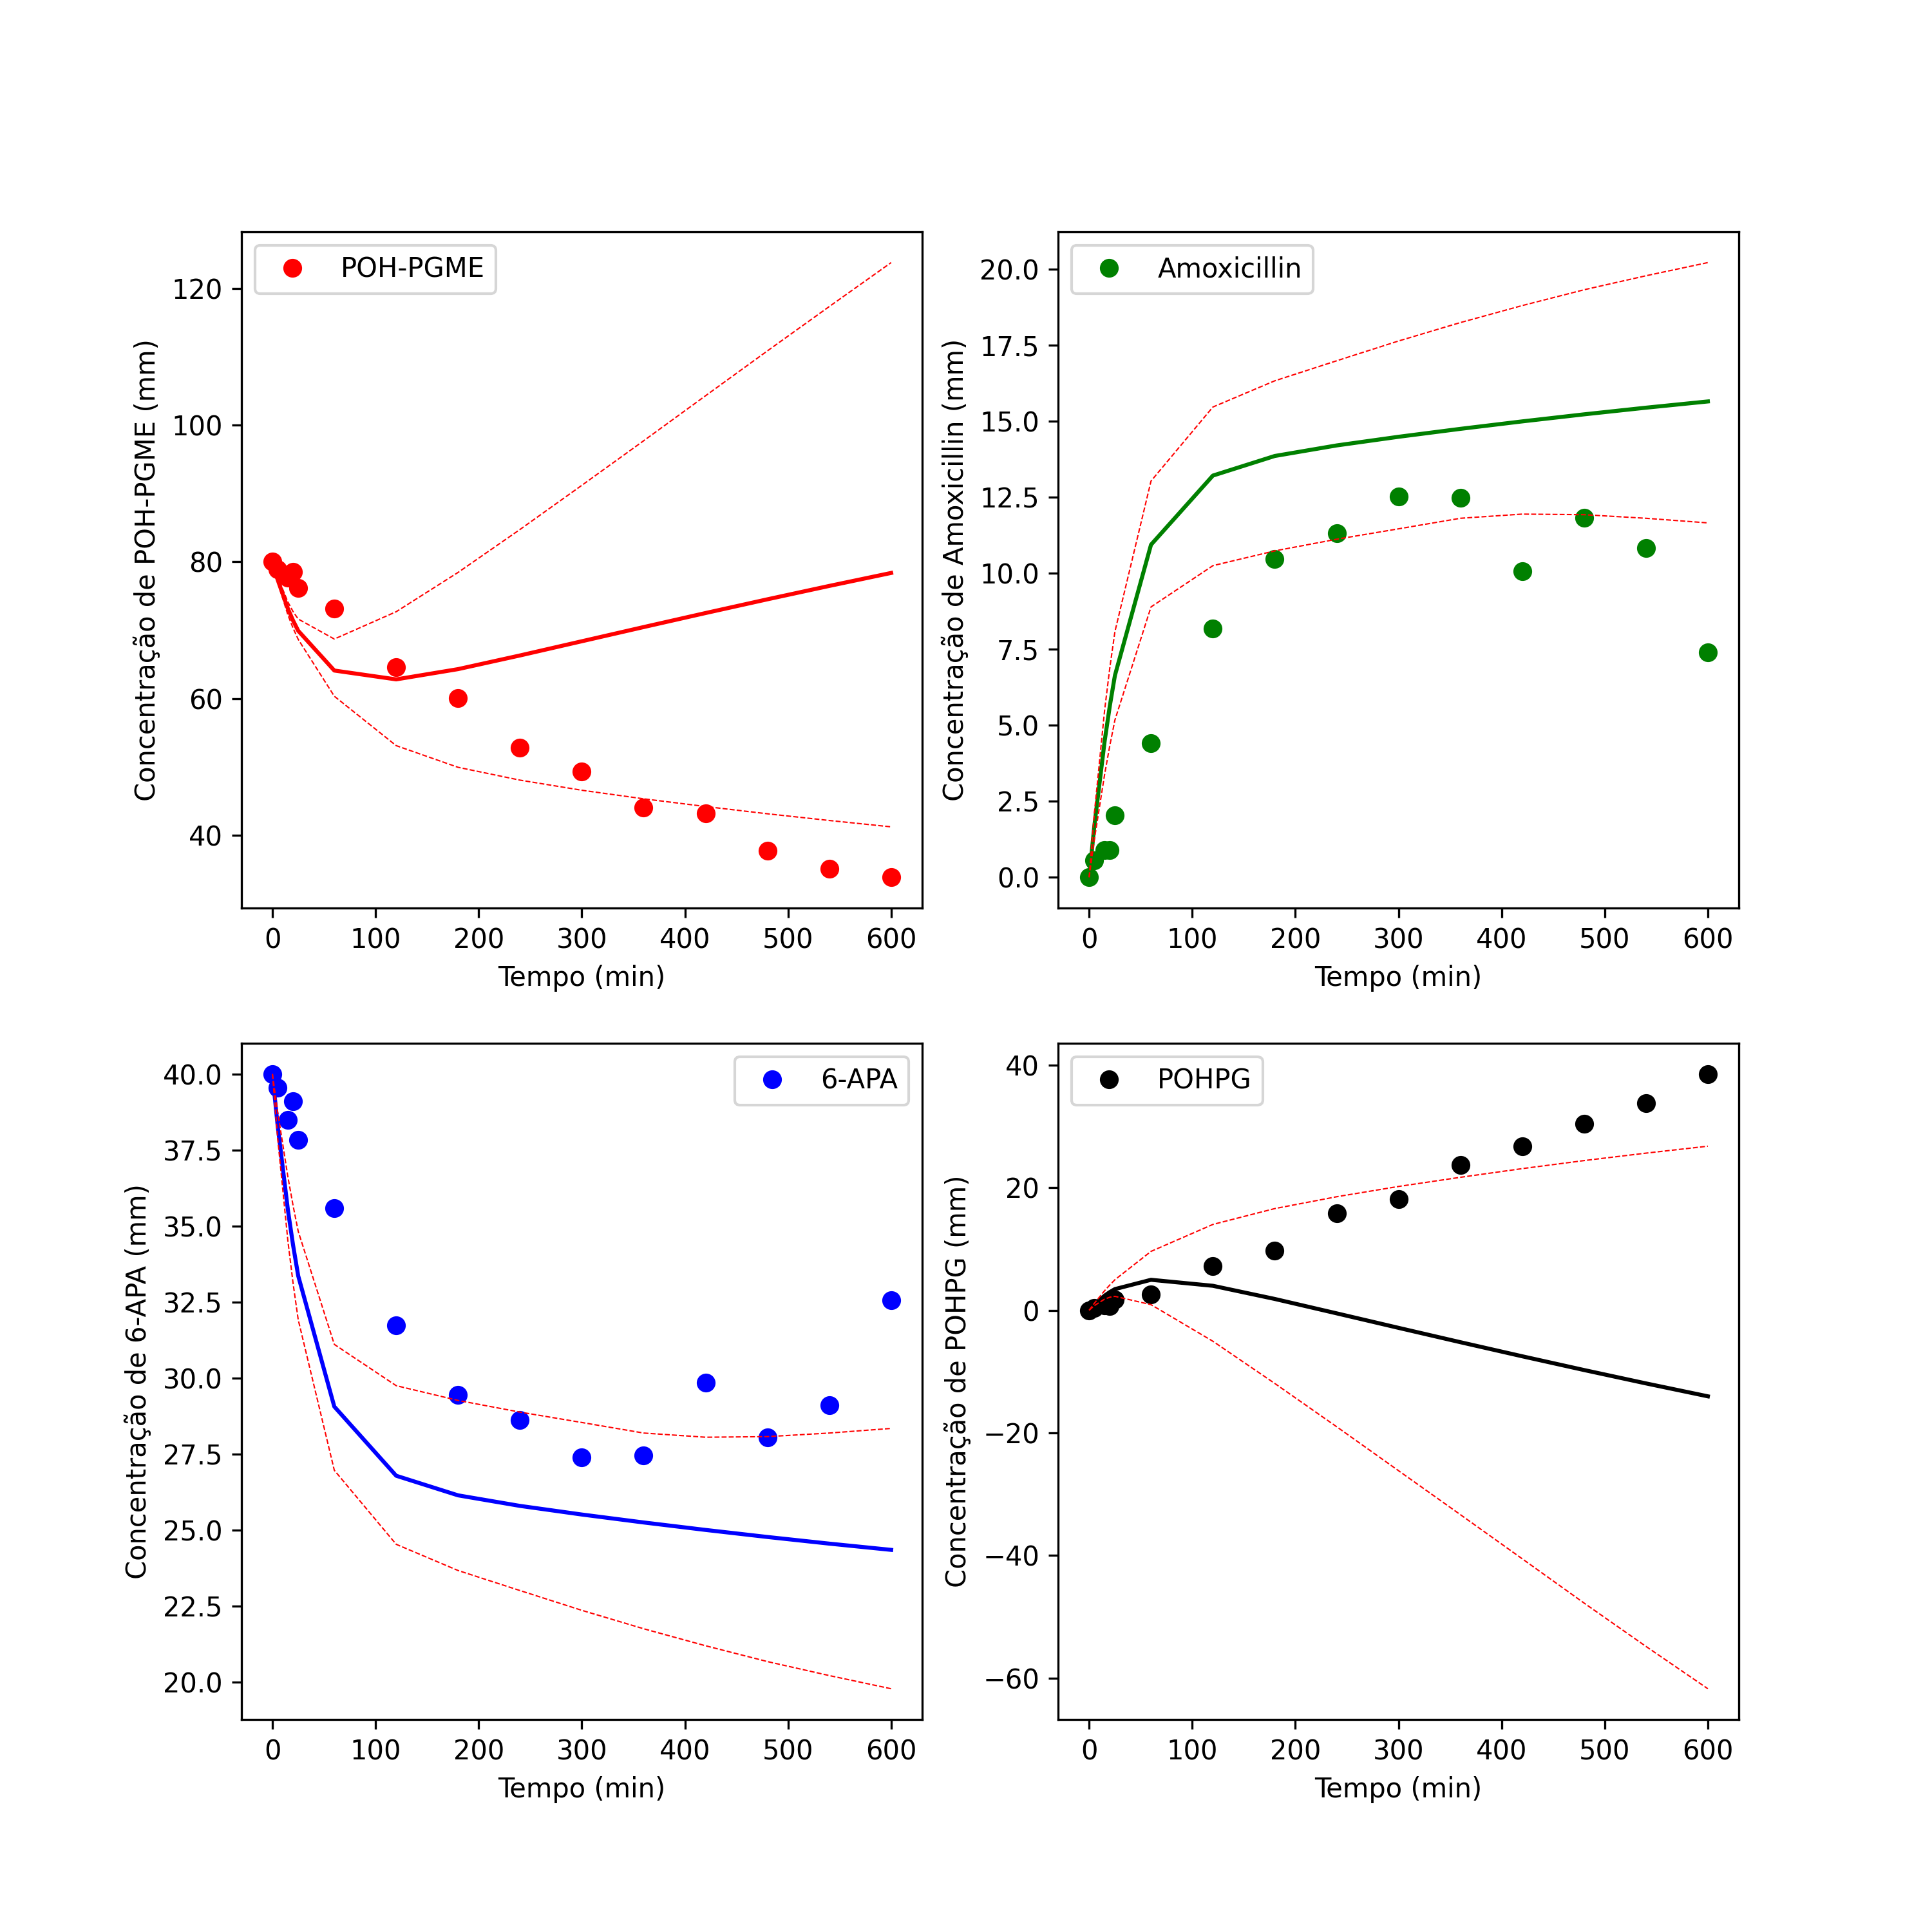 POH-PGME
Concentração de POH-PGME (mm)
120
100
80
60
40
0 100 200 300 400 500 600
Tempo (min)
Amoxicillin
Concentração de Amoxicillin (mm)
20.0
17.5
15.0
12.5
10.0
7.5
5.0
2.5
0.0
0 100 200 300 400 500 600
Tempo (min)
6-APA
Concentração de 6-APA (mm)
40.0
37.5
35.0
32.5
30.0
27.5
25.0
22.5
20.0
0 100 200 300 400 500 600
Tempo (min)
POHPG
Concentração de POHPG (mm)
40
20
0
−20
−40
−60
0 100 200 300 400 500 600
Tempo (min)